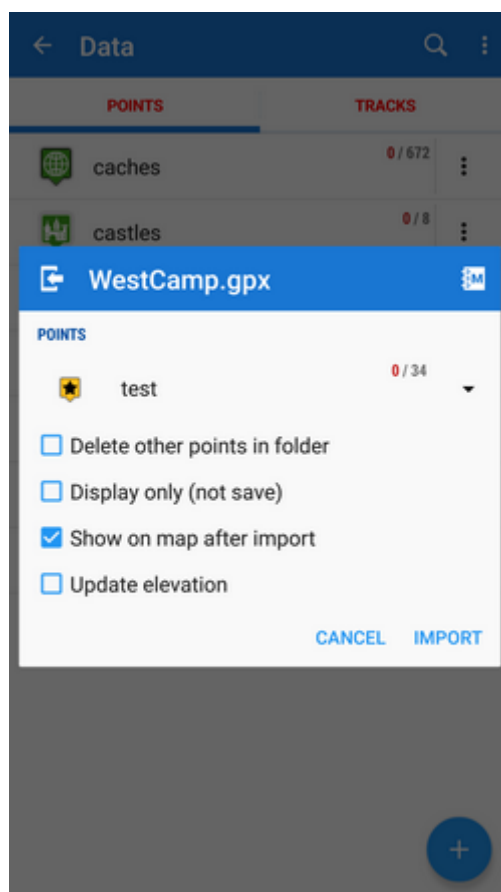 Data
POINTS TRACKS
caches 0 / 672
castles 0 / 8
WestCamp.gpx M
POINTS
test 0 / 34
Delete other points in folder
Display only (not save)
Show on map after import
Update elevation
CANCEL IMPORT